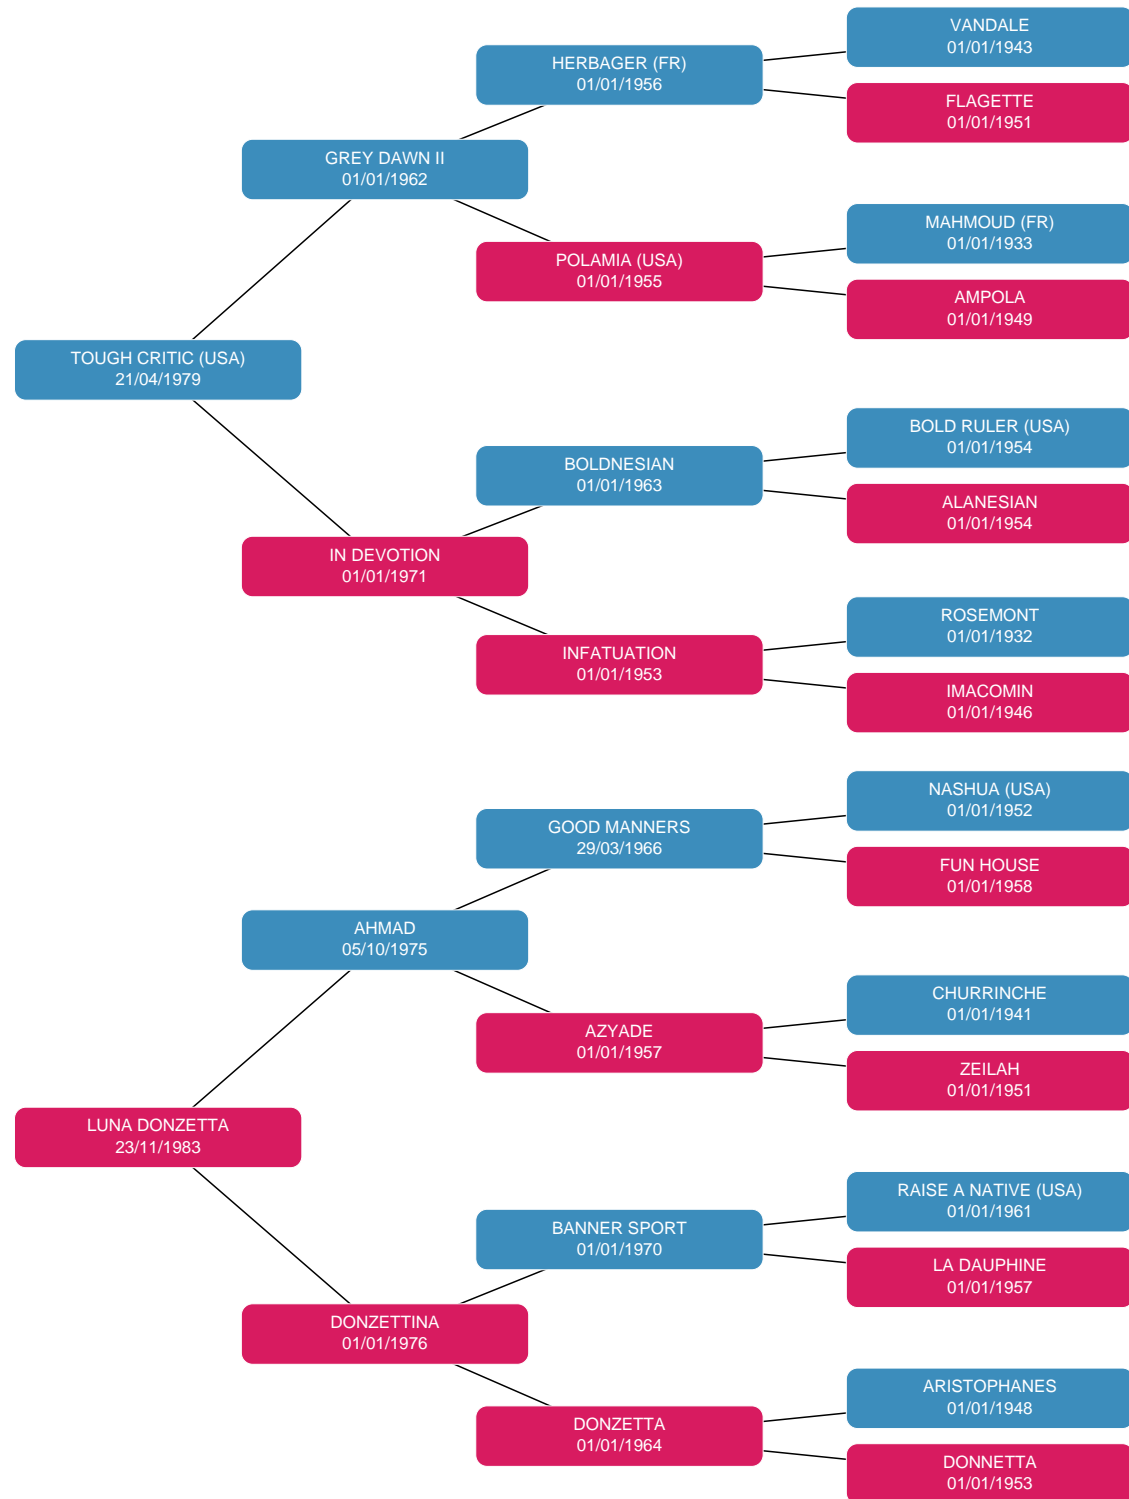 VANDALE
01/01/1943
HERBAGER (FR)
01/01/1956
FLAGETTE
01/01/1951
GREY DAWN II
01/01/1962
MAHMOUD (FR)
01/01/1933
POLAMIA (USA)
01/01/1955
AMPOLA
01/01/1949
TOUGH CRITIC (USA)
21/04/1979
BOLD RULER (USA)
01/01/1954
BOLDNESIAN
01/01/1963
ALANESIAN
01/01/1954
IN DEVOTION
01/01/1971
ROSEMONT
01/01/1932
INFATUATION
01/01/1953
IMACOMIN
01/01/1946
NASHUA (USA)
01/01/1952
GOOD MANNERS
29/03/1966
FUN HOUSE
01/01/1958
AHMAD
05/10/1975
CHURRINCHE
01/01/1941
AZYADE
01/01/1957
ZEILAH
01/01/1951
LUNA DONZETTA
23/11/1983
RAISE A NATIVE (USA)
01/01/1961
BANNER SPORT
01/01/1970
LA DAUPHINE
01/01/1957
DONZETTINA
01/01/1976
ARISTOPHANES
01/01/1948
DONZETTA
01/01/1964
DONNETTA
01/01/1953